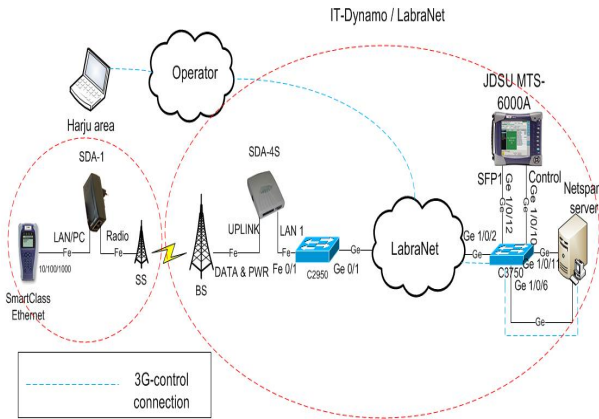 IT-Dynamo / LabraNet
Operator
JDSU MTS-
6000A
Harju area
SDA-1
SDA-4S
SFP1
Control
Netspan
server
Ge 1/0/12
Ge
Ge 1/0/10
Ge
UPLINK
LAN 1
LAN/PC
Radio
Fe
Fe
10/100/1000
SS
Fe
DATA & PWR
BS
Fe
Fe 0/1
C2950
Ge
Ge 0/1
LabraNet
Ge 1/0/2
Ge
C3750
Ge
Ge 1/0/11
Ge 1/0/6
Ge
SmartClass
Ethernet
3G-control
connection